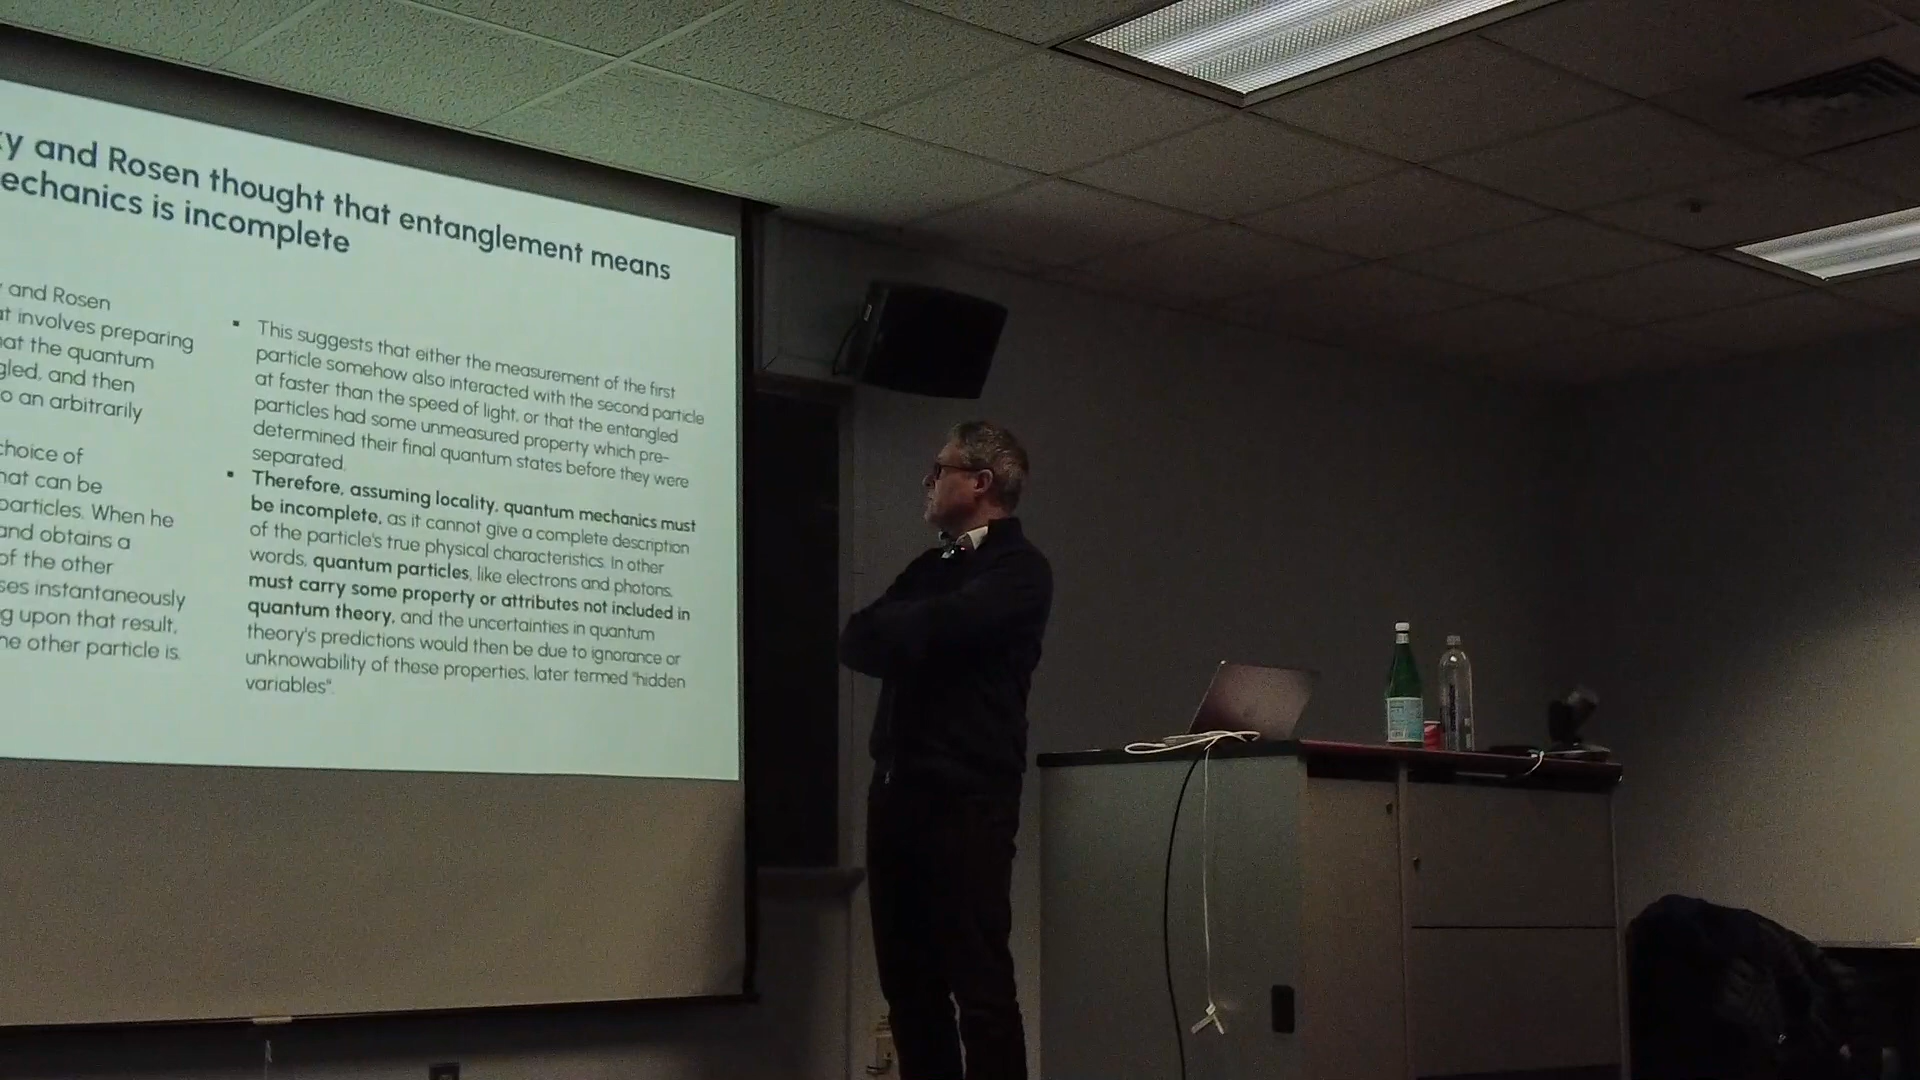 and Rosen thought that entanglement means
echanics is incomplete
and Rosen
at involves preparing
at the quantum
gled, and then
o an arbitrarily
choice of
hat can be
particles. When he
and obtains a
of the other
ses instantaneously
g upon that result,
he other particle is.
▪ This suggests that either the measurement of the first
particle somehow also interacted with the second particle
at faster than the speed of light, or that the entangled
particles had some unmeasured property which pre-
determined their final quantum states before they were
separated.
▪ Therefore, assuming locality, quantum mechanics must
be incomplete, as it cannot give a complete description
of the particle's true physical characteristics. In other
words, quantum particles, like electrons and photons,
must carry some property or attributes not included in
quantum theory, and the uncertainties in quantum
theory's predictions would then be due to ignorance or
unknowability of these properties, later termed "hidden
variables".